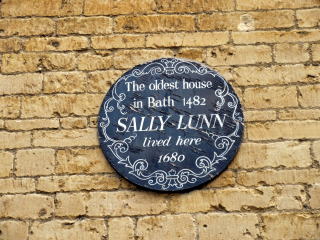 The oldest house
in Bath 1482
SALLY LUNN
lived here
1680